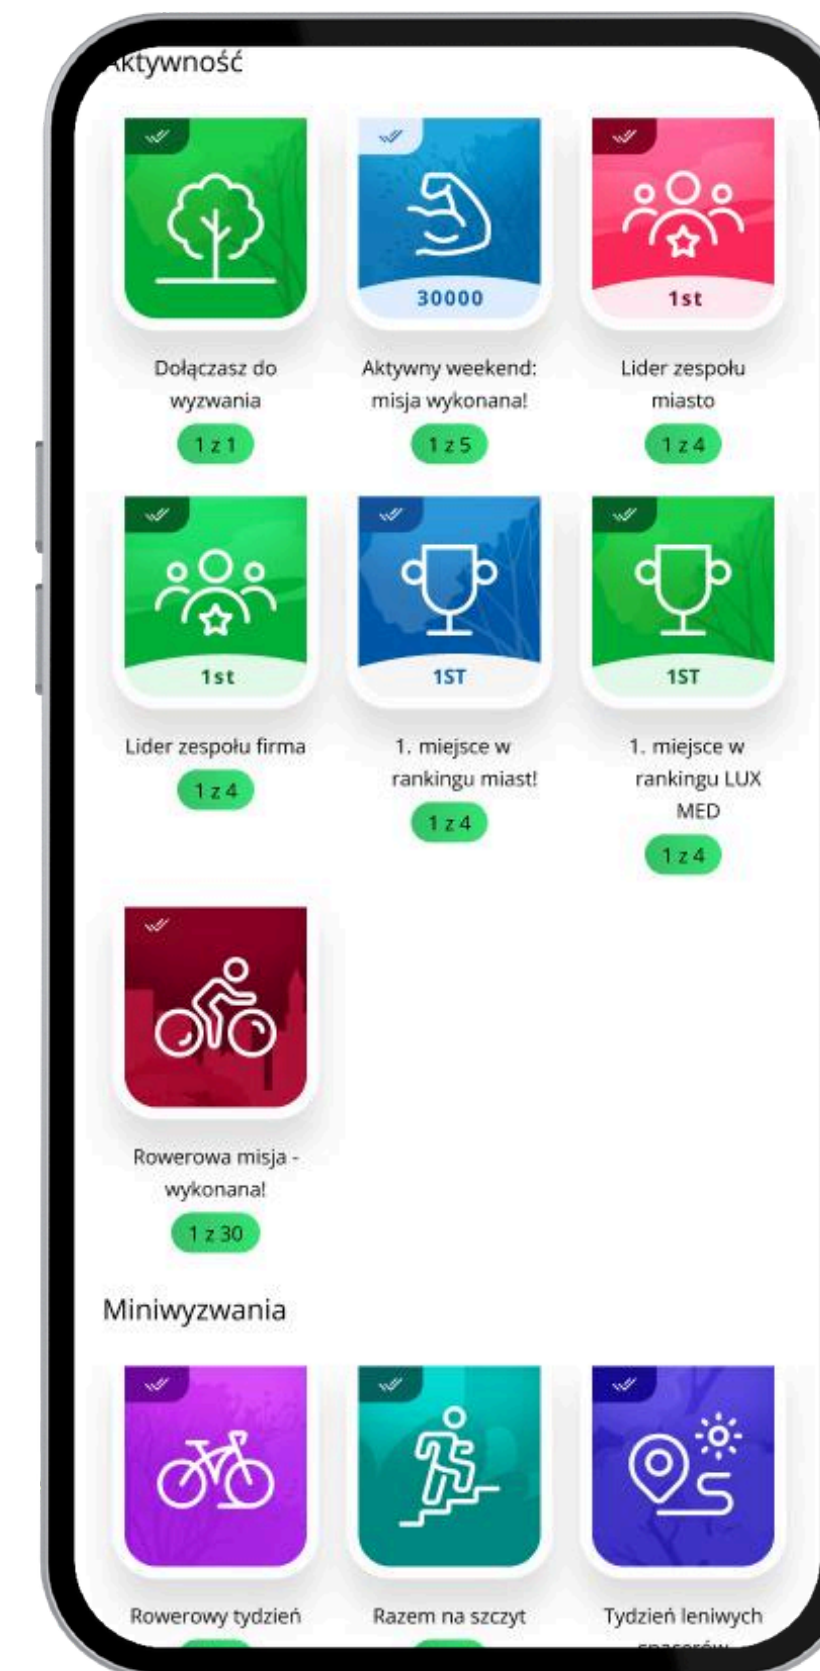 Aktywność
30000
1st
Dołączasz do
wyzwania
1 z 1
Aktywny weekend:
misja wykonana!
1 z 5
Lider zespołu
miasto
1 z 4
1st
1ST
1ST
Lider zespołu firma
1 z 4
1. miejsce w
rankingu miast!
1 z 4
1. miejsce w
rankingu LUX
MED
1 z 4
Rowerowa misja -
wykonana!
1 z 30
Miniwyzwania
Rowerowy tydzień
Razem na szczyt
Tydzień leniwych
spacerów